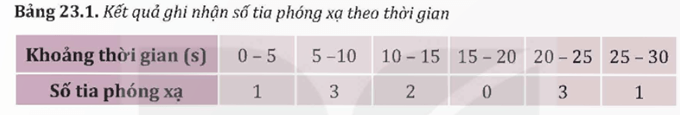 Bảng 23.1. Kết quả ghi nhận số tia phóng xạ theo thời gian
Khoảng thời gian (s) 0 – 5 5 –10 10 – 15 15 – 20 20 – 25 25 – 30
Số tia phóng xạ 1 3 2 0 3 1